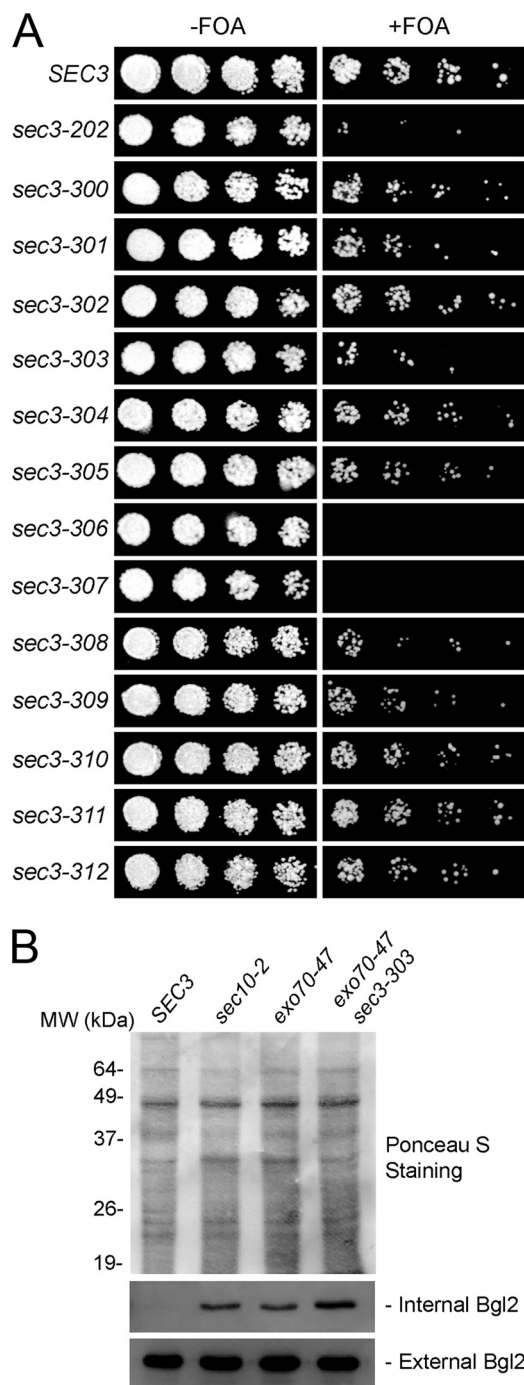 A
-FOA +FOA
SEC3
sec3-202
sec3-300
sec3-301
sec3-302
sec3-303
sec3-304
sec3-305
sec3-306
sec3-307
sec3-308
sec3-309
sec3-310
sec3-311
sec3-312
B
MW (kDa)
SEC3
sec10-2
exo70-47
exo70-47
sec3-303
64-
49-
37-
26-
19-
Ponceau S
Staining
- Internal Bgl2
- External Bgl2